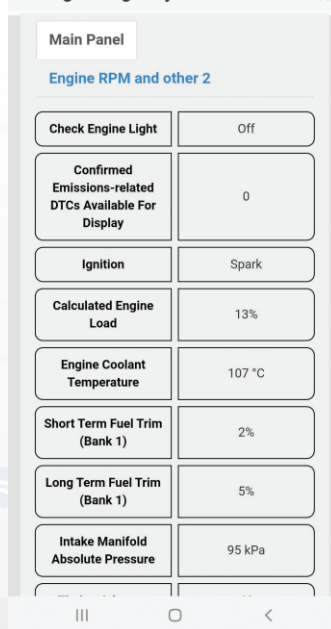 Main Panel
Engine RPM and other 2
Check Engine Light
Off
Confirmed
Emissions-related
DTCs Available For
Display
0
Ignition
Spark
Calculated Engine
Load
13%
Engine Coolant
Temperature
107 °C
Short Term Fuel Trim
(Bank 1)
2%
Long Term Fuel Trim
(Bank 1)
5%
Intake Manifold
Absolute Pressure
95 kPa